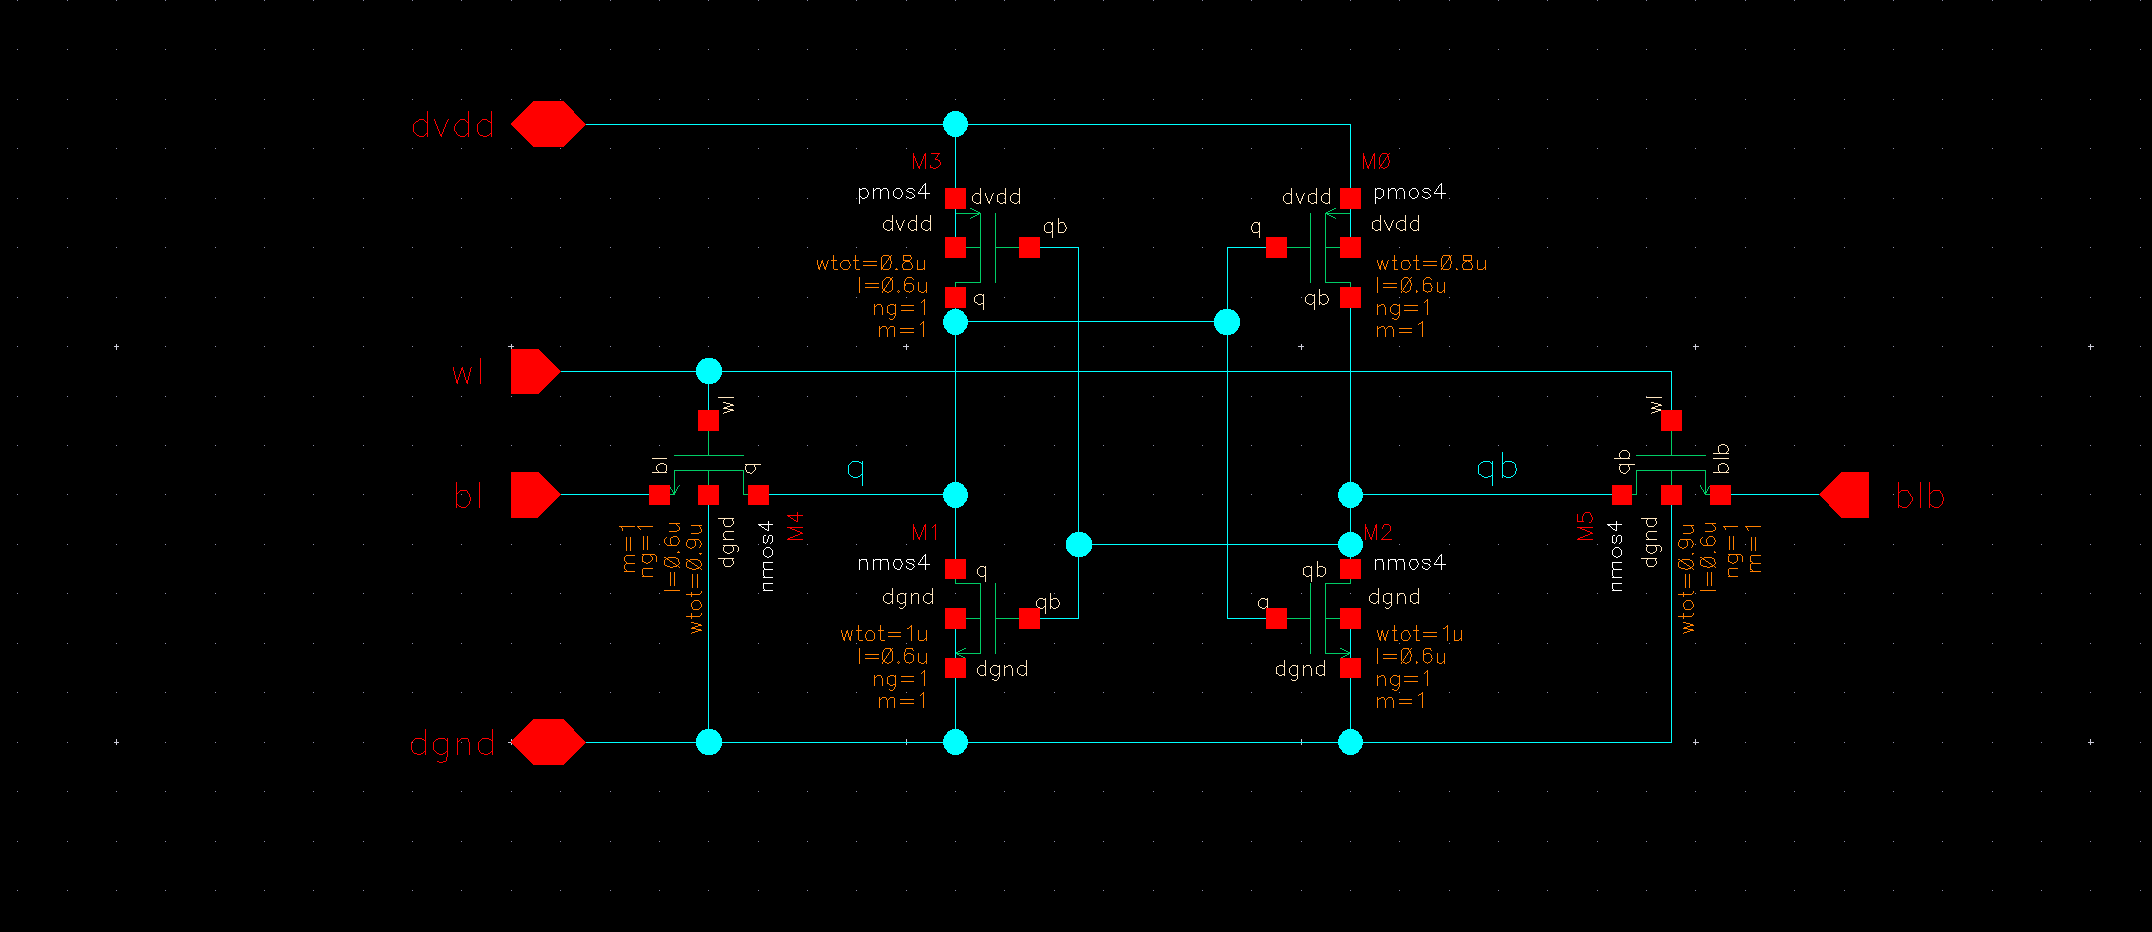 dvdd
M3
MØ
pmos4
dvdd
dvdd
pmos4
dvdd
qb
q
dvdd
wtot=Ø.8u
wtot=Ø.8u
l=Ø.6u
l=Ø.6u
ng=1
q
qb
ng=1
m=1
m=1
wl
wl
wl
bl
bl
q
q
qb
qb
blb
blb
M1
M2
m=1
ng=1
l=Ø.6u
wtot=Ø.9u
dgnd
nmos4
M4
M5
nmos4
dgnd
wtot=Ø.9u
l=Ø.6u
ng=1
m=1
nmos4
q
qb
nmos4
dgnd
qb
q
dgnd
wtot=1u
wtot=1u
l=Ø.6u
l=Ø.6u
ng=1
dgnd
dgnd
ng=1
m=1
m=1
dgnd